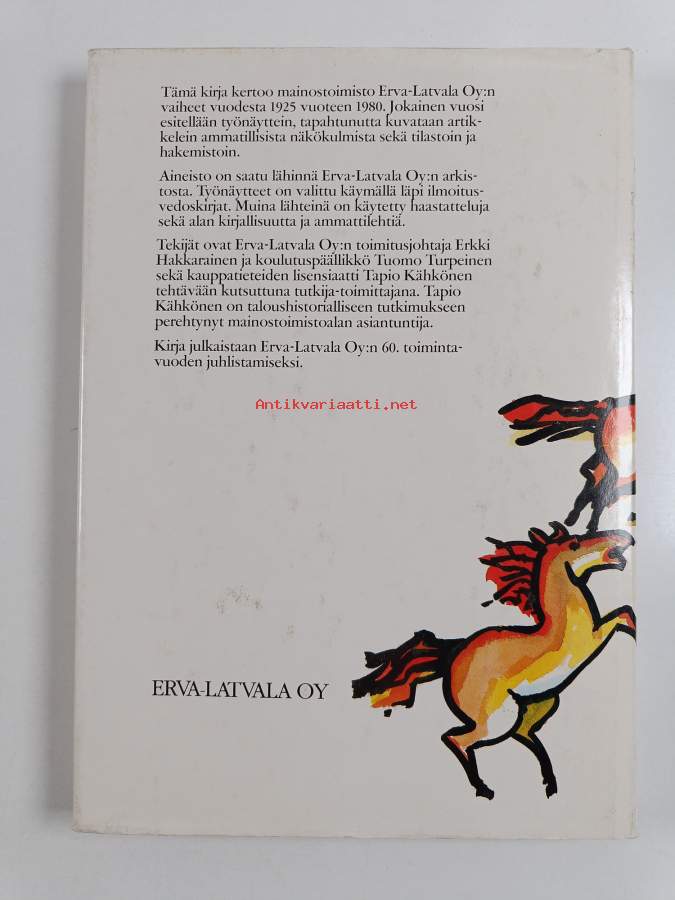 Tämä kirja kertoo mainostoimisto Erva-Latvala Oy:n
vaiheet vuodesta 1925 vuoteen 1980. Jokainen vuosi
esitellään työnäyttein, tapahtunutta kuvataan artik-
kelein ammatillisista näkökulmista sekä tilastoin ja
hakemistoin.
Aineisto on saatu lähinnä Erva-Latvala Oy:n arkis-
tosta. Työnäytteet on valittu käymällä läpi ilmoitus-
vedoskirjat. Muina lähteinä on käytetty haastatteluja
sekä alan kirjallisuutta ja ammattilehtiä.
Tekijät ovat Erva-Latvala Oy:n toimitusjohtaja Erkki
Hakkarainen ja koulutuspäällikkö Tuomo Turpeinen
sekä kauppatieteiden lisensiaatti Tapio Kähkönen
tehtävään kutsuttuna tutkija-toimittajana. Tapio
Kähkönen on taloushistorialliseen tutkimukseen
perehtynyt mainostoimistoalan asiantuntija.
Kirja julkaistaan Erva-Latvala Oy:n 60. toiminta-
vuoden juhlistamiseksi.
Antikvariaatti.net
ERVA-LATVALA OY